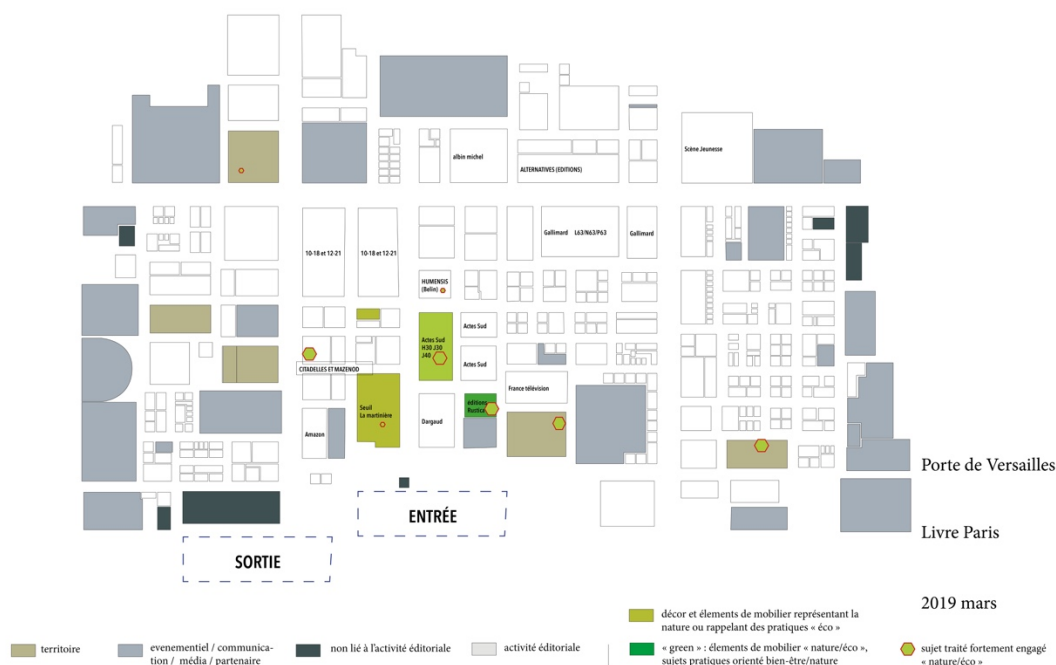 albin michel
ALTERNATIVES (EDITIONS)
Scène Jeunesse
10-18 et 12-21
10-18 et 12-21
Gallimard L63/N63/P63
Gallimard
HUMENSIS
(Belin)
Actes Sud
H30 J30
J40
Actes Sud
Actes Sud
CITADELLES ET MAZENOD
France télévision
Seuil
La martinière
éditions
Rustica
Amazon
Dargaud
Porte de Versailles
ENTRÉE
Livre Paris
SORTIE
2019 mars
territoire
evenementiel / communica-
tion / média / partenaire
non lié à l'activité éditoriale
activité éditoriale
décor et élements de mobilier représentant la
nature ou rappelant des pratiques « éco »
« green » : élements de mobilier « nature/éco »,
sujets pratiques orienté bien-être/nature
sujet traité fortement engagé
« nature/éco »